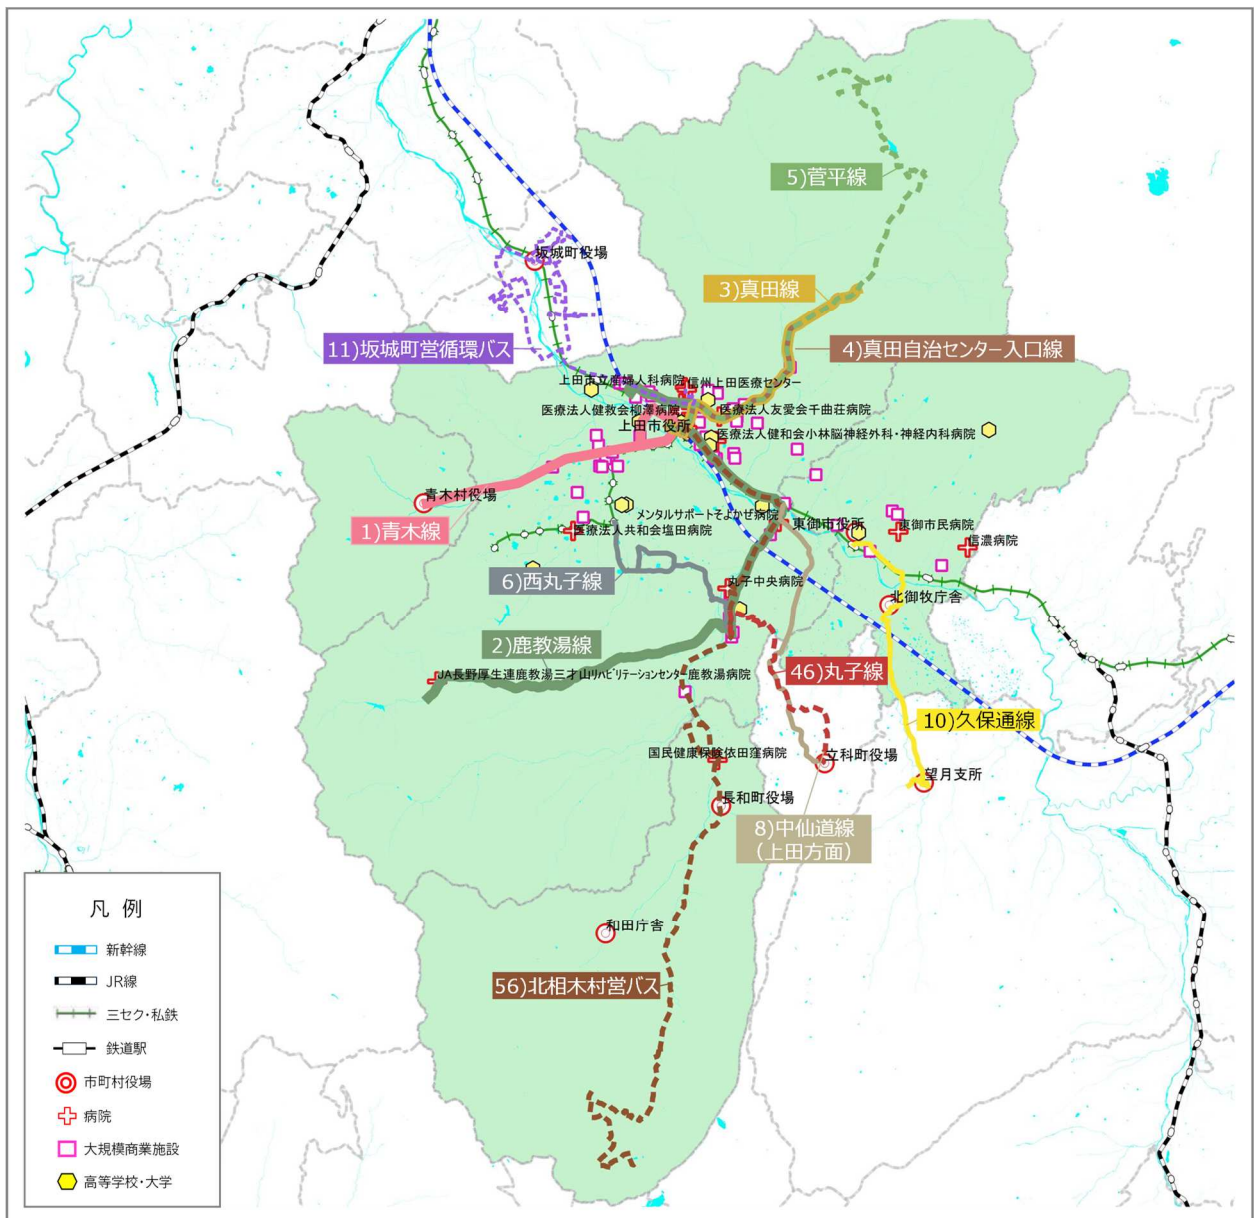 5)菅平線
坂城町役場
3)真田線
11)坂城町営循環バス
4)真田自治センター入口線
上田市立産婦人科病院
信州上田医療センター
医療法人健救会柳澤病院
医療法人友愛会千曲荘病院
上田市役所
医療法人健和会小林脳神経外科・神経内科病院
青木村役場
メンタルサポートそよかぜ病院
1)青木線
医療法人共和会塩田病院
東御市役所
東御市民病院
信濃病院
6)西丸子線
丸子中央病院
北御牧庁舎
2)鹿教湯線
JA長野厚生連鹿教湯三才山リハビリテーションセンター鹿教湯病院
46)丸子線
10)久保通線
国民健康保険依田窪病院
立科町役場
望月支所
長和町役場
8)中仙道線
(上田方面)
和田庁舎
56)北相木村営バス
凡 例
新幹線
JR線
三セク・私鉄
鉄道駅
市町村役場
病院
大規模商業施設
高等学校・大学